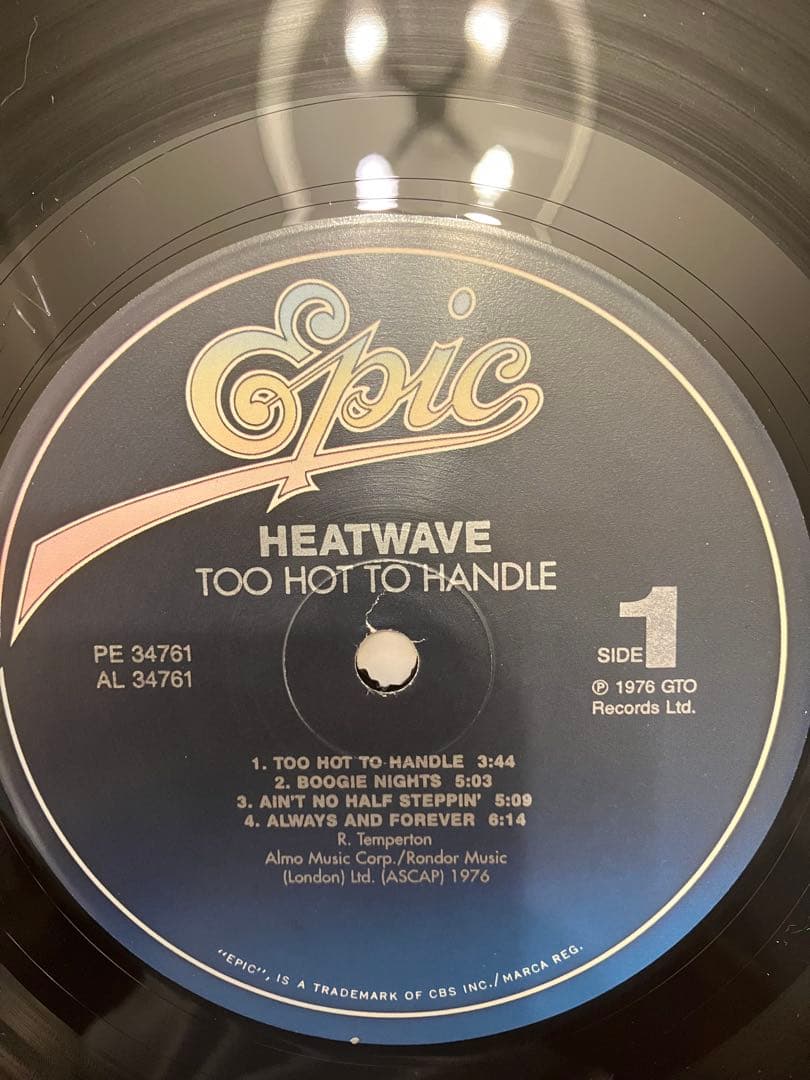 Epic
HEATWAVE
TOO HOT TO HANDLE
PE 34761
AL 34761
SIDE 1
℗ 1976 GTO
Records Ltd.
1. TOO HOT TO HANDLE 3:44
2. BOOGIE NIGHTS 5:03
3. AIN'T NO HALF STEPPIN' 5:09
4. ALWAYS AND FOREVER 6:14
R. Temperton
Almo Music Corp./Rondor Music
(London) Ltd. (ASCAP) 1976
"EPIC", IS A TRADEMARK OF CBS INC./MARCA REG.